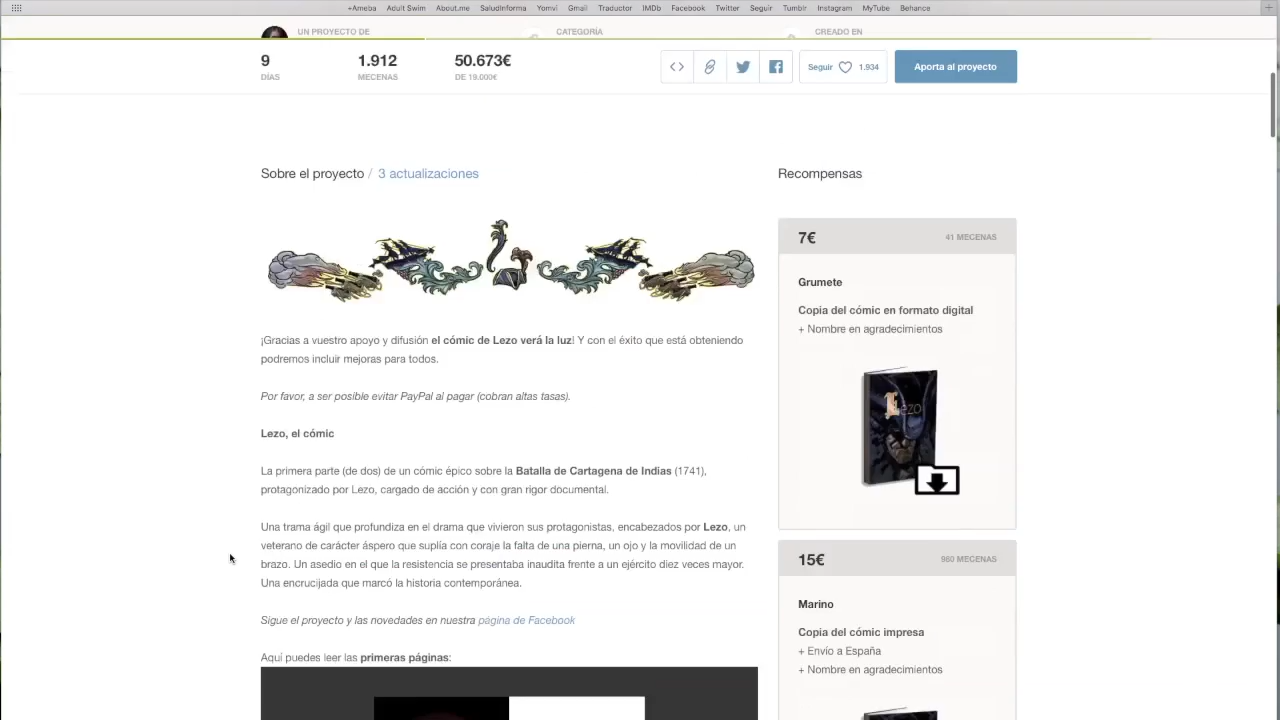 +Ameba Adult Swim About.me SaludInforma Yomvi Gmail Traductor IMDb Facebook Twitter Seguir Tumblr Instagram MyTube Behance
UN PROYECTO DE CATEGORÍA CREADO EN
9 1.912 50.673€
DÍAS MECENAS DE 19.000€
Seguir 1.934 Aporta al proyecto
Sobre el proyecto / 3 actualizaciones
Recompensas
¡Gracias a vuestro apoyo y difusión el cómic de Lezo verá la luz! Y con el éxito que está obteniendo
podremos incluir mejoras para todos.
Por favor, a ser posible evitar PayPal al pagar (cobran altas tasas).
Lezo, el cómic
La primera parte (de dos) de un cómic épico sobre la Batalla de Cartagena de Indias (1741),
protagonizado por Lezo, cargado de acción y con gran rigor documental.
Una trama ágil que profundiza en el drama que vivieron sus protagonistas, encabezados por Lezo, un
veterano de carácter áspero que suplía con coraje la falta de una pierna, un ojo y la movilidad de un
brazo. Un asedio en el que la resistencia se presentaba inaudita frente a un ejército diez veces mayor.
Una encrucijada que marcó la historia contemporánea.
Sigue el proyecto y las novedades en nuestra página de Facebook
Aquí puedes leer las primeras páginas:
7€ 41 MECENAS
Grumete
Copia del cómic en formato digital
+ Nombre en agradecimientos
Lezo
15€ 980 MECENAS
Marino
Copia del cómic impresa
+ Envío a España
+ Nombre en agradecimientos